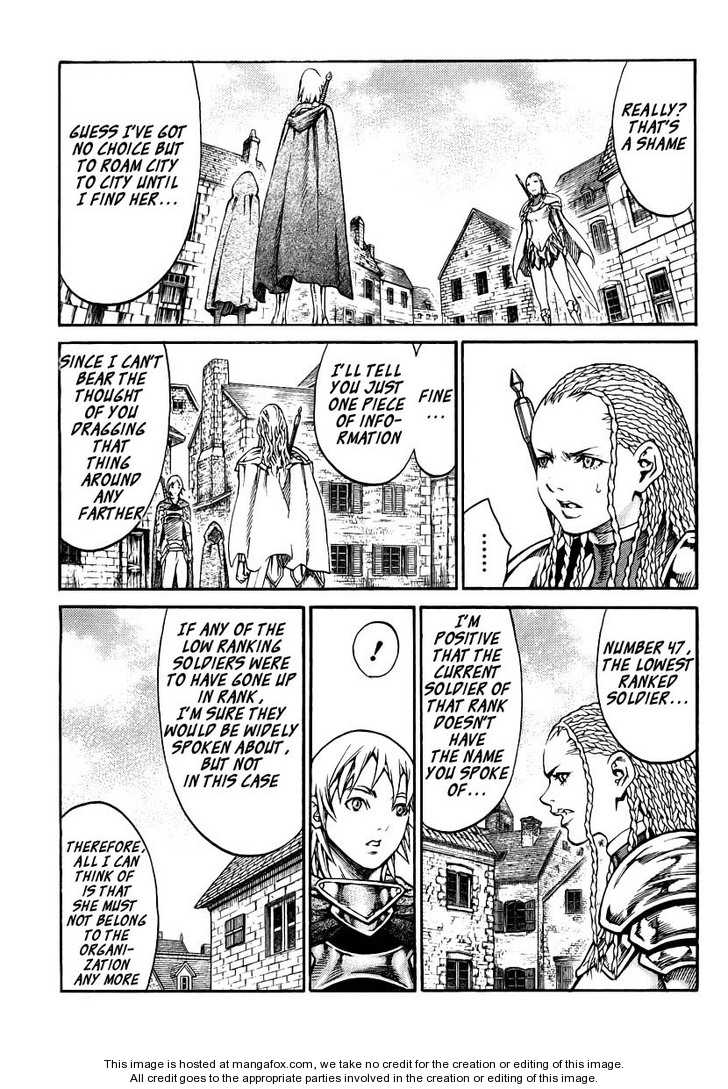 REALLY?
THAT'S
A SHAME
GUESS I'VE GOT
NO CHOICE BUT
TO ROAM CITY
TO CITY UNTIL
I FIND HER...
......
FINE
...
I'LL TELL
YOU JUST
ONE PIECE
OF INFO-
RMATION
SINCE I CAN'T
BEAR THE
THOUGHT
OF YOU
DRAGGING
THAT
THING
AROUND
ANY
FARTHER
NUMBER 47,
THE LOWEST
RANKED
SOLDIER...
I'M
POSITIVE
THAT THE
CURRENT
SOLDIER OF
THAT RANK
DOESN'T
HAVE
THE NAME
YOU SPOKE
OF...
!
IF ANY OF THE
LOW RANKING
SOLDIERS WERE
TO HAVE GONE UP
IN RANK,
I'M SURE THEY
WOULD BE WIDELY
SPOKEN ABOUT,
BUT NOT
IN THIS CASE
THEREFORE,
ALL I CAN
THINK OF
IS THAT
SHE MUST
NOT BELONG
TO THE
ORGANI-
ZATION
ANY MORE
This image is hosted at mangafox.com, we take no credit for the creation or editing of this image.
All credit goes to the appropriate parties involved in the creation or editing of this image.